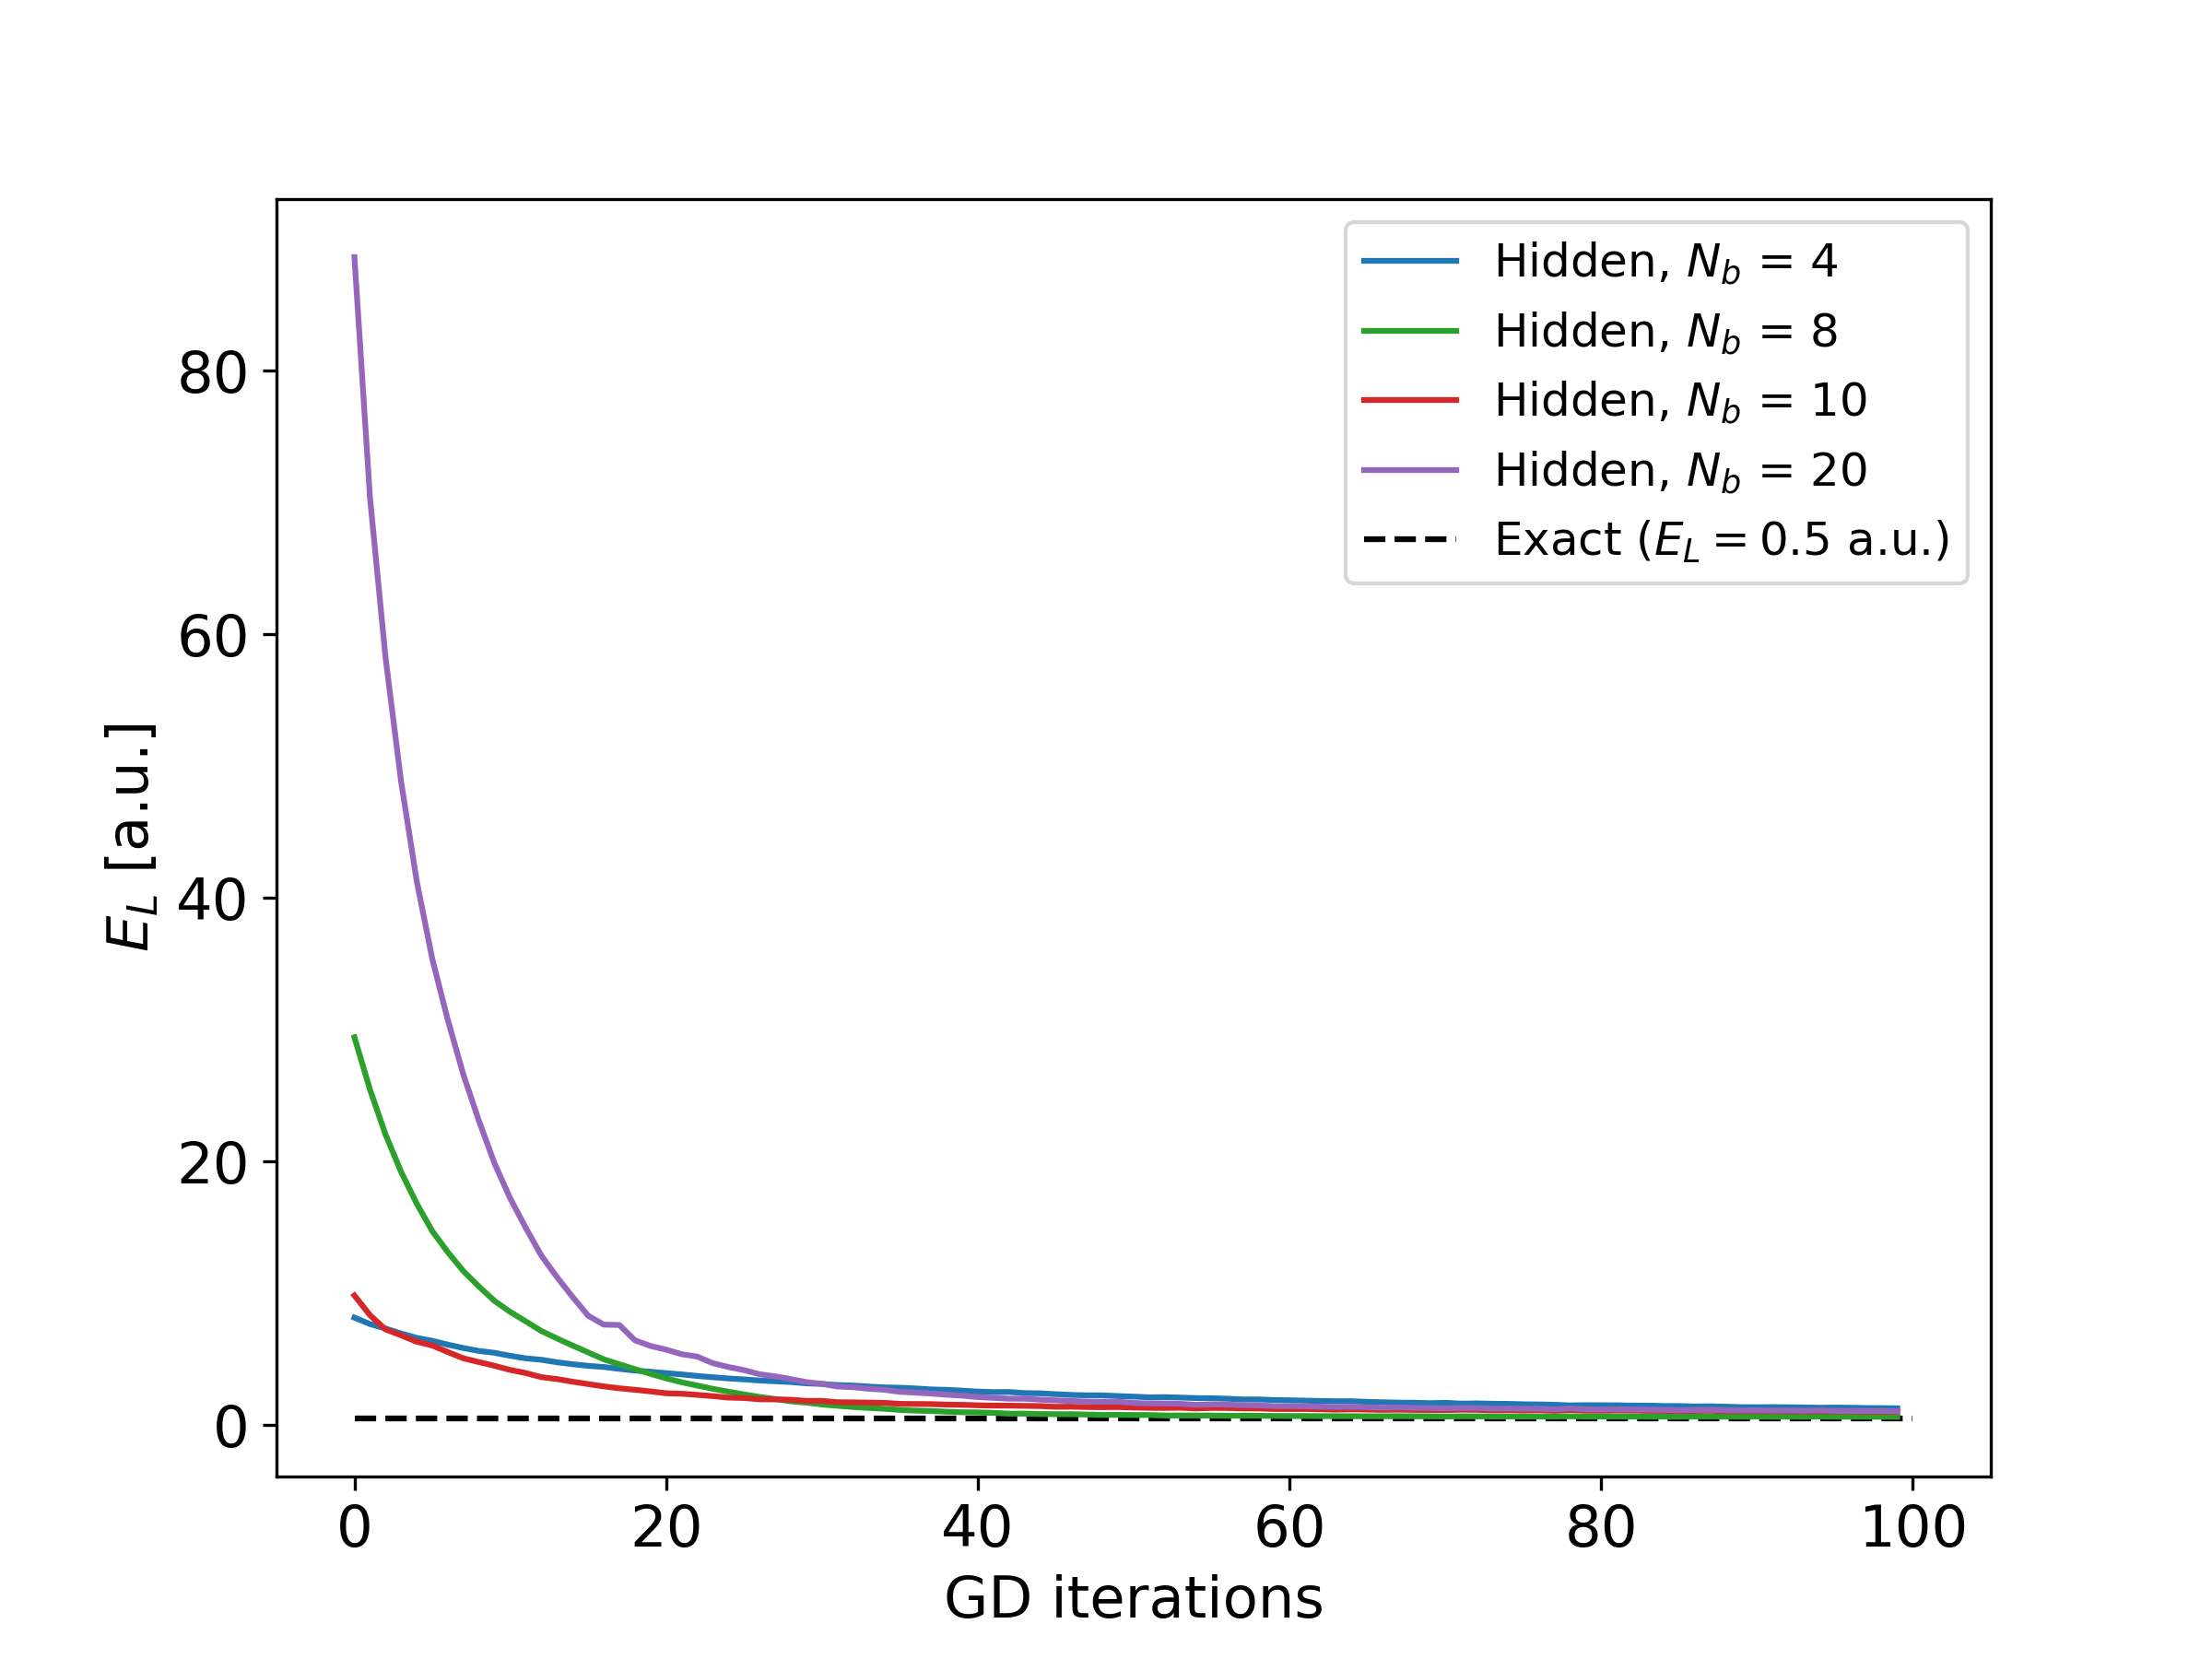 Hidden, N_b = 4
Hidden, N_b = 8
Hidden, N_b = 10
Hidden, N_b = 20
Exact (E_L = 0.5 a.u.)
E_L [a.u.]
80
60
40
20
0
0 20 40 60 80 100
GD iterations